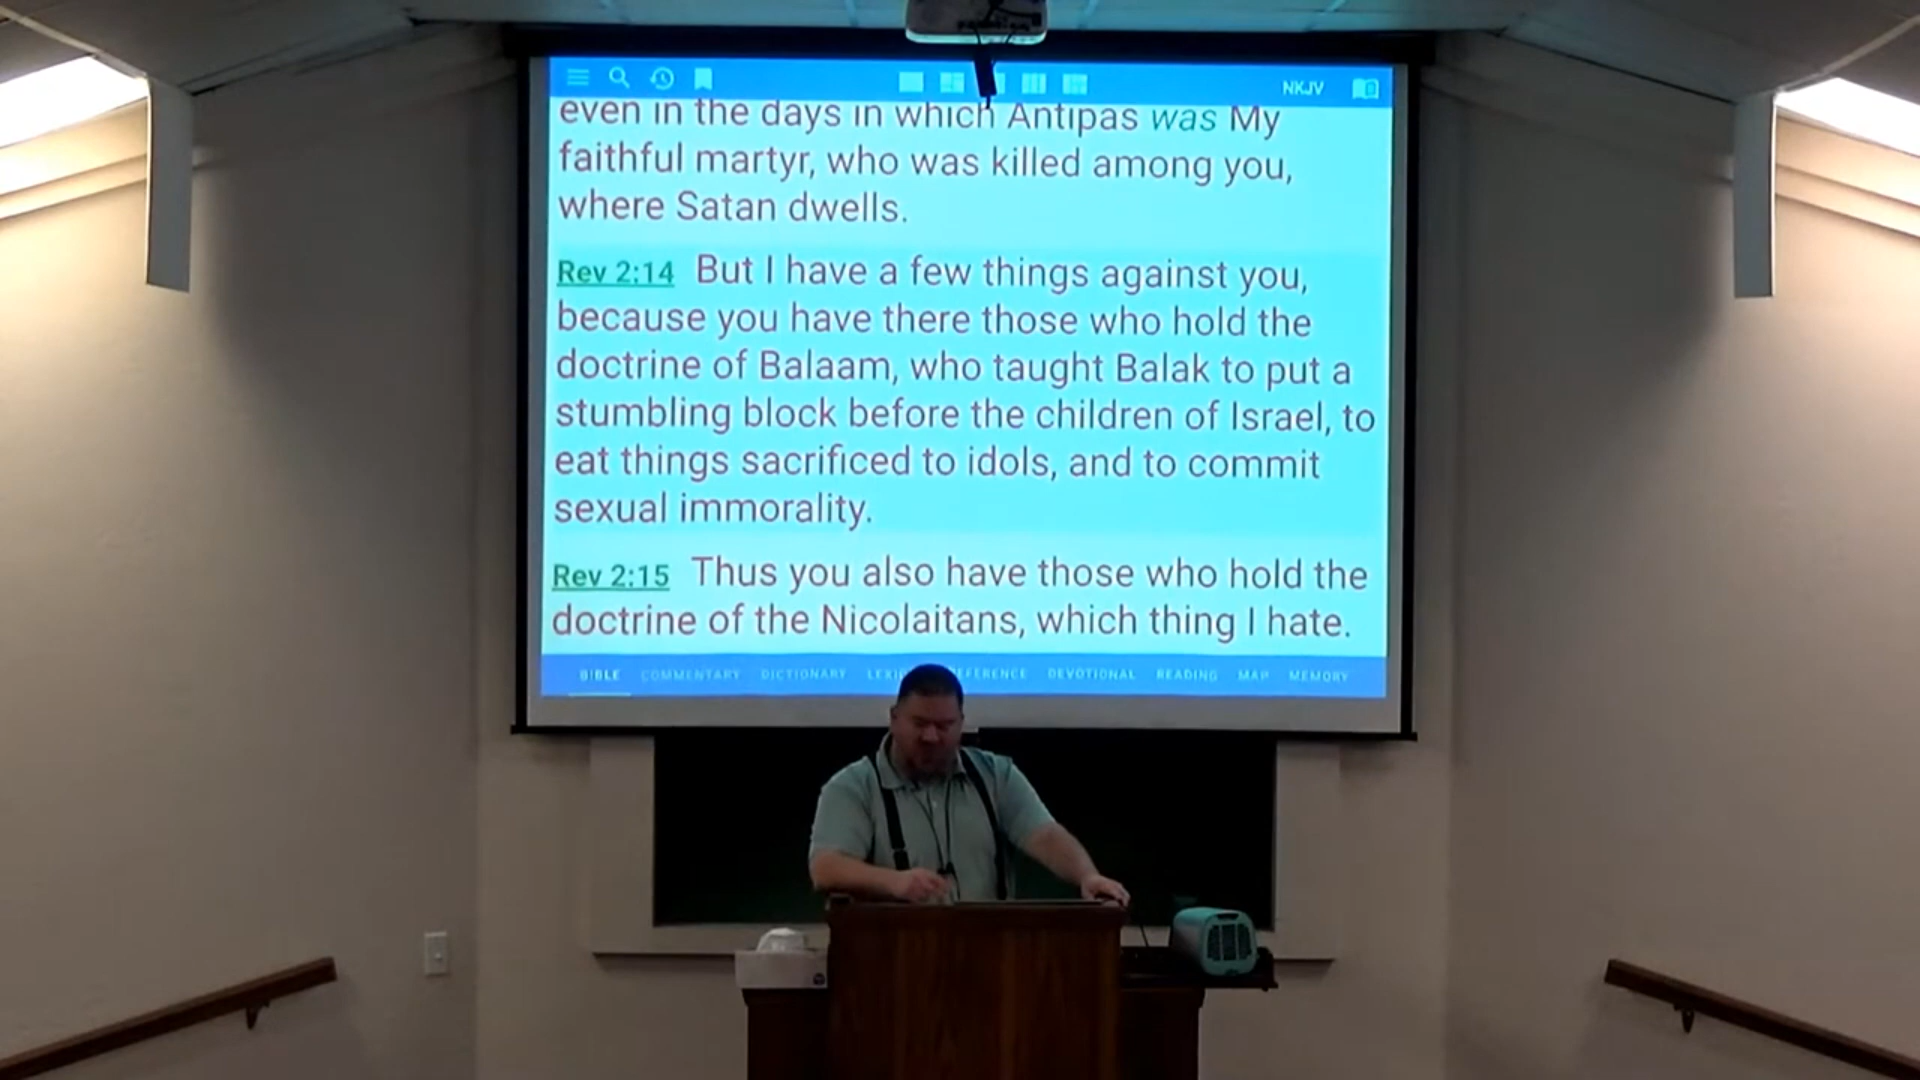 NKJV
even in the days in which Antipas was My
faithful martyr, who was killed among you,
where Satan dwells.
Rev 2:14 But I have a few things against you,
because you have there those who hold the
doctrine of Balaam, who taught Balak to put a
stumbling block before the children of Israel, to
eat things sacrificed to idols, and to commit
sexual immorality.
Rev 2:15 Thus you also have those who hold the
doctrine of the Nicolaitans, which thing I hate.
BIBLE COMMENTARY DICTIONARY DEVOTIONAL READING MAP MEMORY